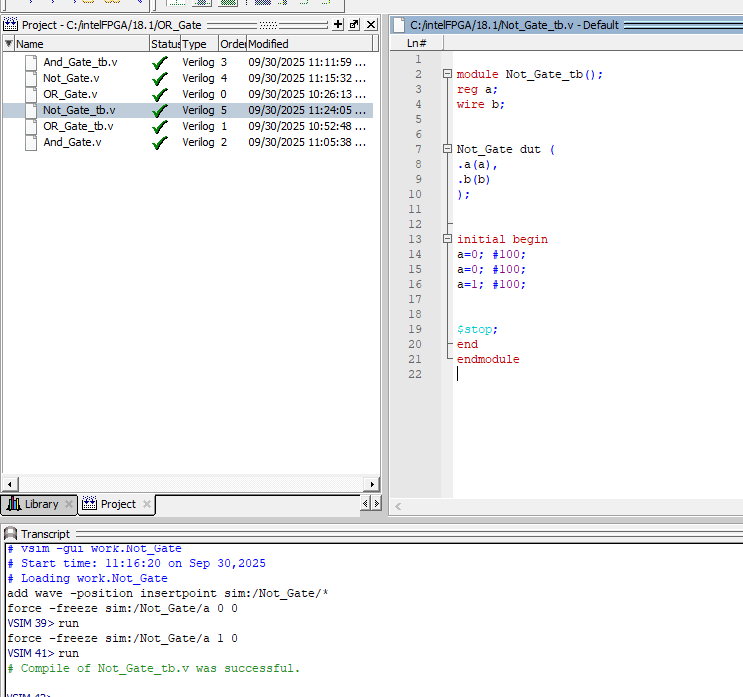 Project - C:/intelFPGA/18.1/OR_Gate
Name Status Type Order Modified
And_Gate_tb.v Verilog 3 09/30/2025 11:11:59 ...
Not_Gate.v Verilog 4 09/30/2025 11:15:32 ...
OR_Gate.v Verilog 0 09/30/2025 10:26:13 ...
Not_Gate_tb.v Verilog 5 09/30/2025 11:24:05 ...
OR_Gate_tb.v Verilog 1 09/30/2025 10:52:48 ...
And_Gate.v Verilog 2 09/30/2025 11:05:38 ...
Library
Project
C:/intelFPGA/18.1/Not_Gate_tb.v - Default
Ln#
1
2 module Not_Gate_tb();
3 reg a;
4 wire b;
5
6
7 Not_Gate dut (
8 .a(a),
9 .b(b)
10 );
11
12
13 initial begin
14 a=0; #100;
15 a=0; #100;
16 a=1; #100;
17
18
19 $stop;
20 end
21 endmodule
22
Transcript
# vsim -gui work.Not_Gate
# Start time: 11:16:20 on Sep 30,2025
# Loading work.Not_Gate
add wave -position insertpoint sim:/Not_Gate/*
force -freeze sim:/Not_Gate/a 0 0
VSIM 39> run
force -freeze sim:/Not_Gate/a 1 0
VSIM 41> run
# Compile of Not_Gate_tb.v was successful.
VSIM 42>